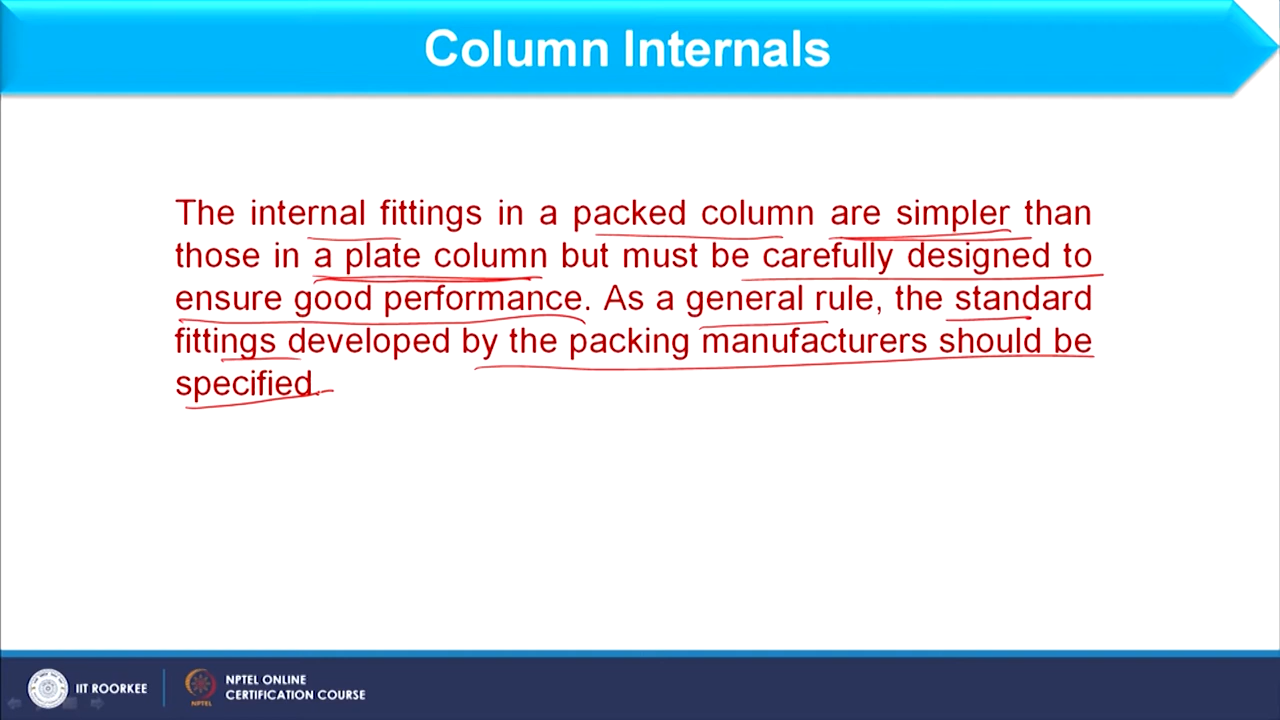 Column Internals
The internal fittings in a packed column are simpler than
those in a plate column but must be carefully designed to
ensure good performance. As a general rule, the standard
fittings developed by the packing manufacturers should be
specified.
IIT ROORKEE
NPTEL
NPTEL ONLINE
CERTIFICATION COURSE